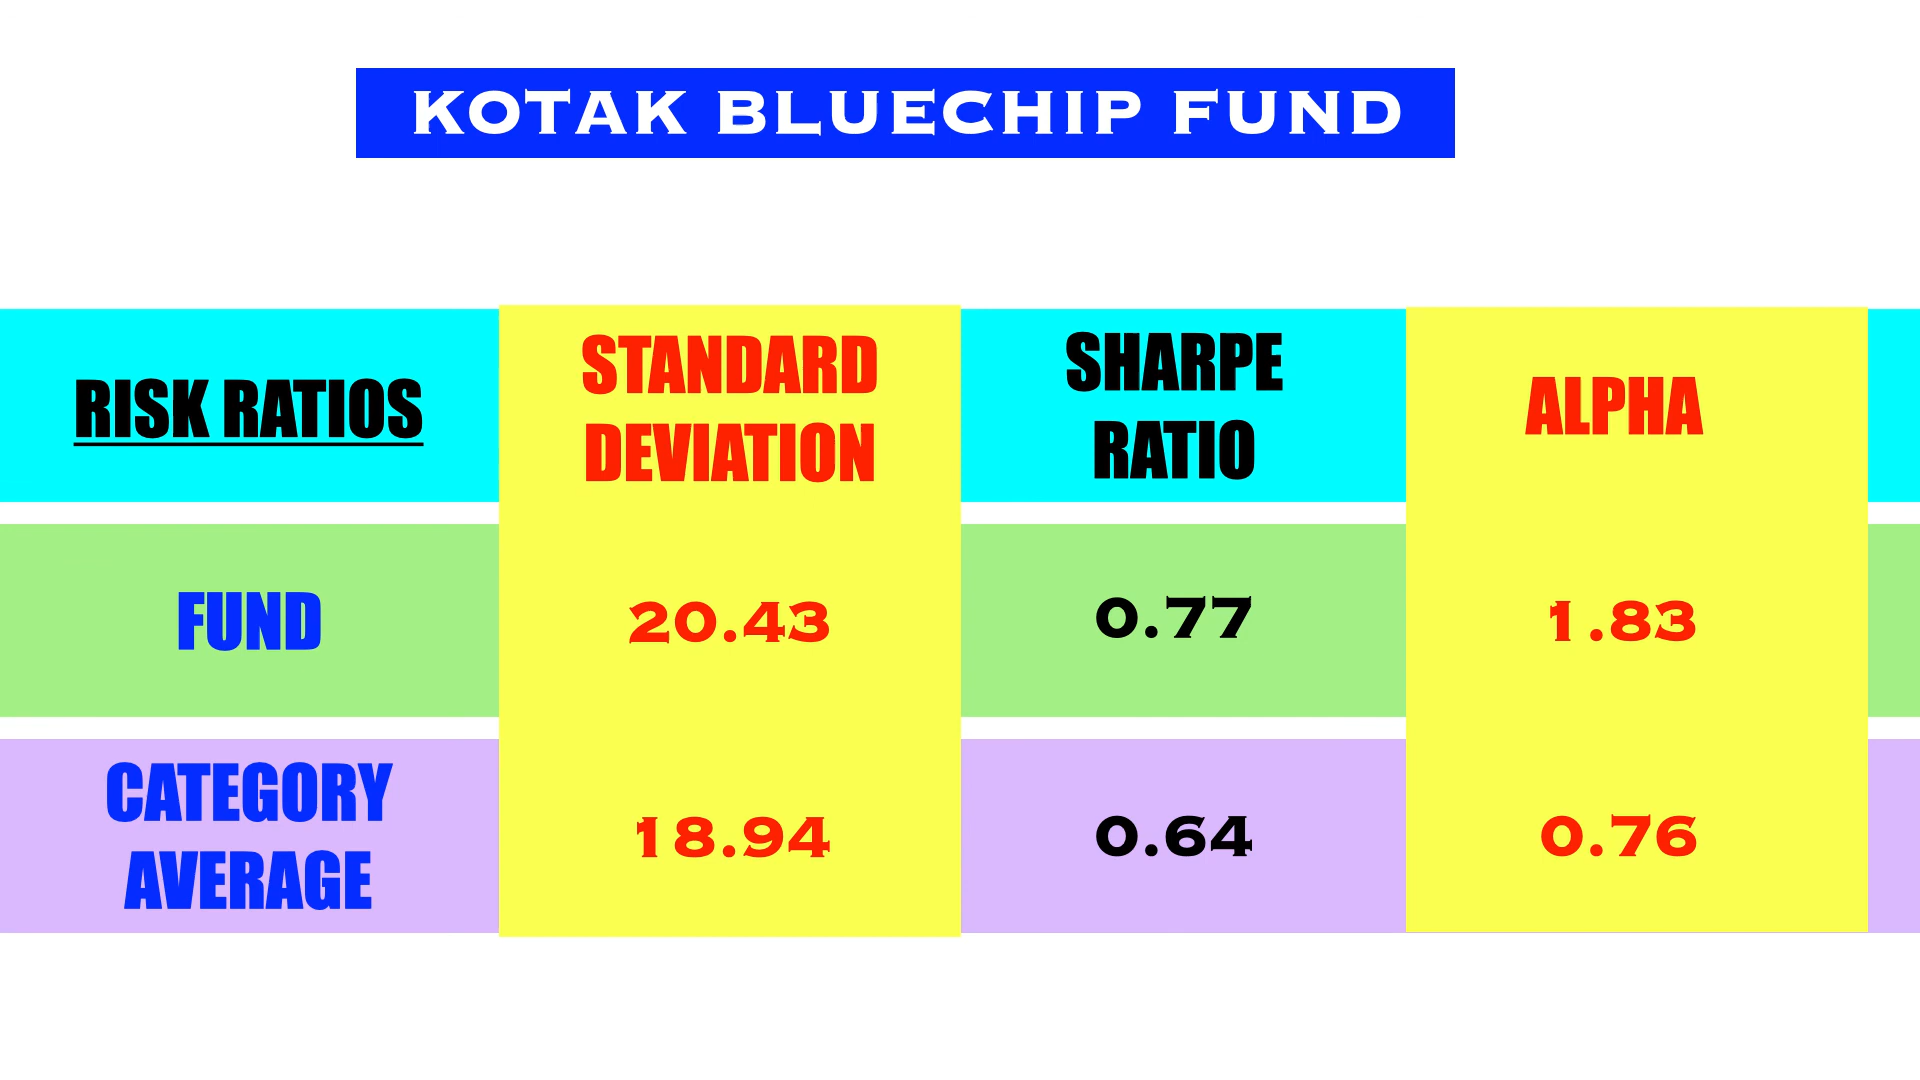 KOTAK BLUECHIP FUND
RISK RATIOS
STANDARD
DEVIATION
SHARPE
RATIO
ALPHA
FUND
20.43
0.77
1.83
CATEGORY
AVERAGE
18.94
0.64
0.76